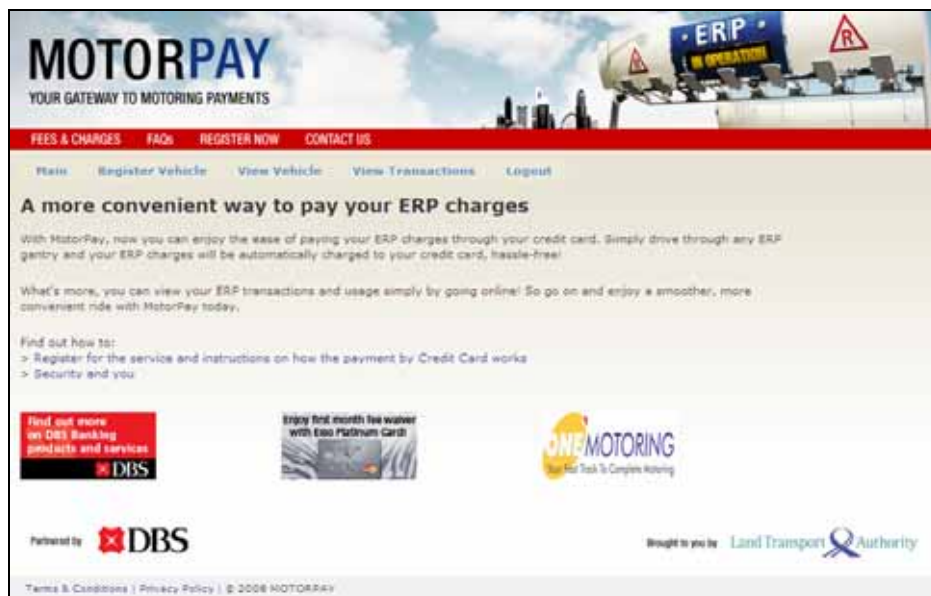 MOTORPAY
YOUR GATEWAY TO MOTORING PAYMENTS
ERP
IN OPERATION
R
R
FEES & CHARGES FAQs REGISTER NOW CONTACT US
Main Register Vehicle View Vehicle View Transactions Logout
A more convenient way to pay your ERP charges
With MotorPay, now you can enjoy the ease of paying your ERP charges through your credit card. Simply drive through any ERP
gantry and your ERP charges will be automatically charged to your credit card, hassle-free!
What's more, you can view your ERP transactions and usage simply by going online! So go on and enjoy a smoother, more
convenient ride with MotorPay today.
Find out how to:
> Register for the service and instructions on how the payment by Credit Card works
> Security and you
Find out more
on DBS Banking
products and services
DBS
Enjoy first month fee waiver
with Esso Platinum Card!
ONE MOTORING
Your Fast Track To Complete Motoring
Partnered by DBS
Brought to you by Land Transport Authority
Terms & Conditions | Privacy Policy | © 2008 MOTORPAY